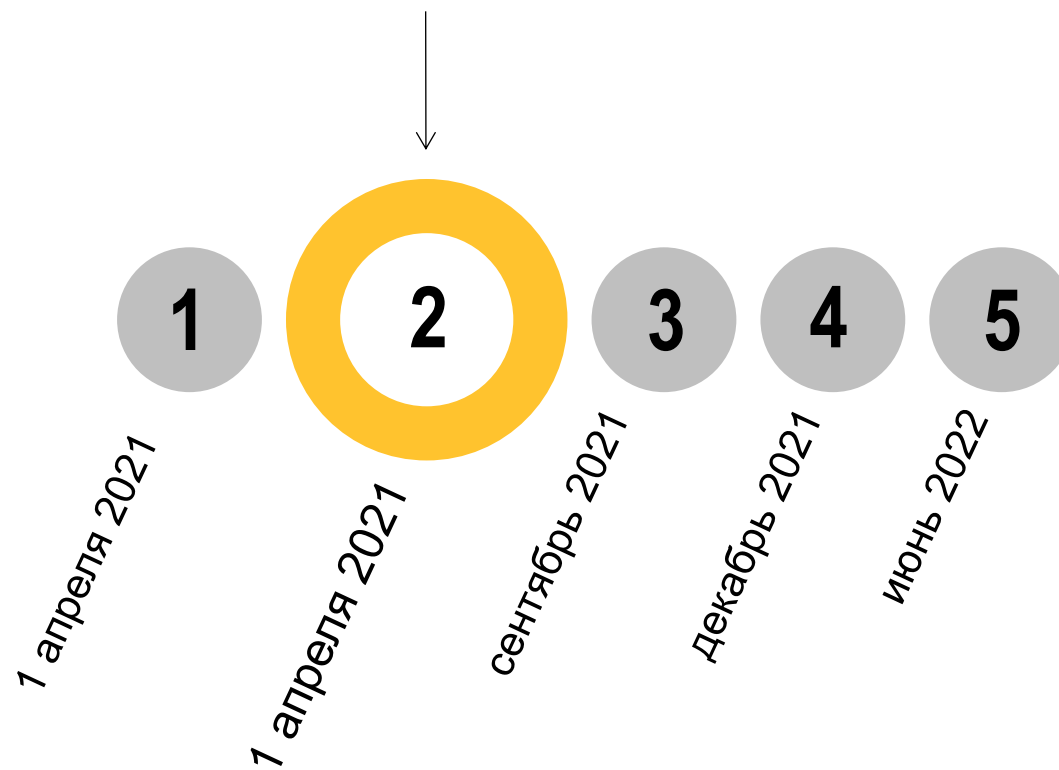 1
2
3
4
5
1 апреля 2021
1 апреля 2021
сентябрь 2021
декабрь 2021
июнь 2022